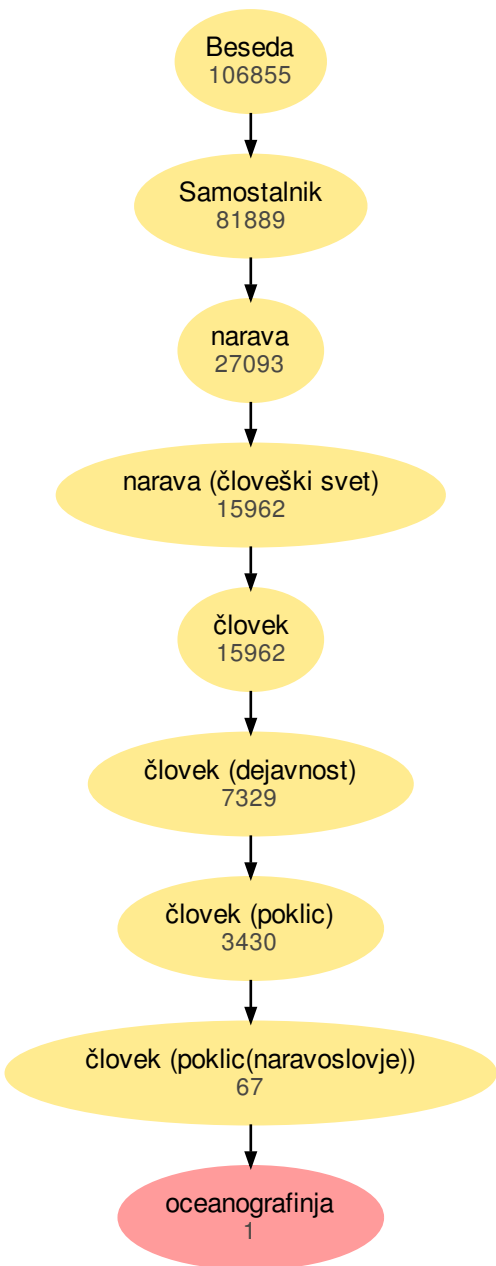 Beseda
106855
Samostalnik
81889
narava
27093
narava (človeški svet)
15962
človek
15962
človek (dejavnost)
7329
človek (poklic)
3430
človek (poklic(naravoslovje))
67
oceanografinja
1